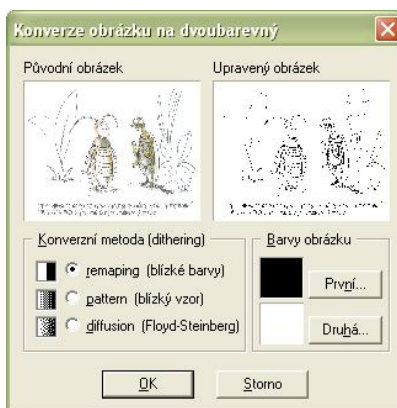 Konverze obrázku na dvoubarevný
Původní obrázek
Upravený obrázek
Konverzní metoda (dithering)
remaping (blízké barvy)
pattern (blízký vzor)
diffusion (Floyd-Steinberg)
Barvy obrázku
První...
Druhá...
OK
Storno